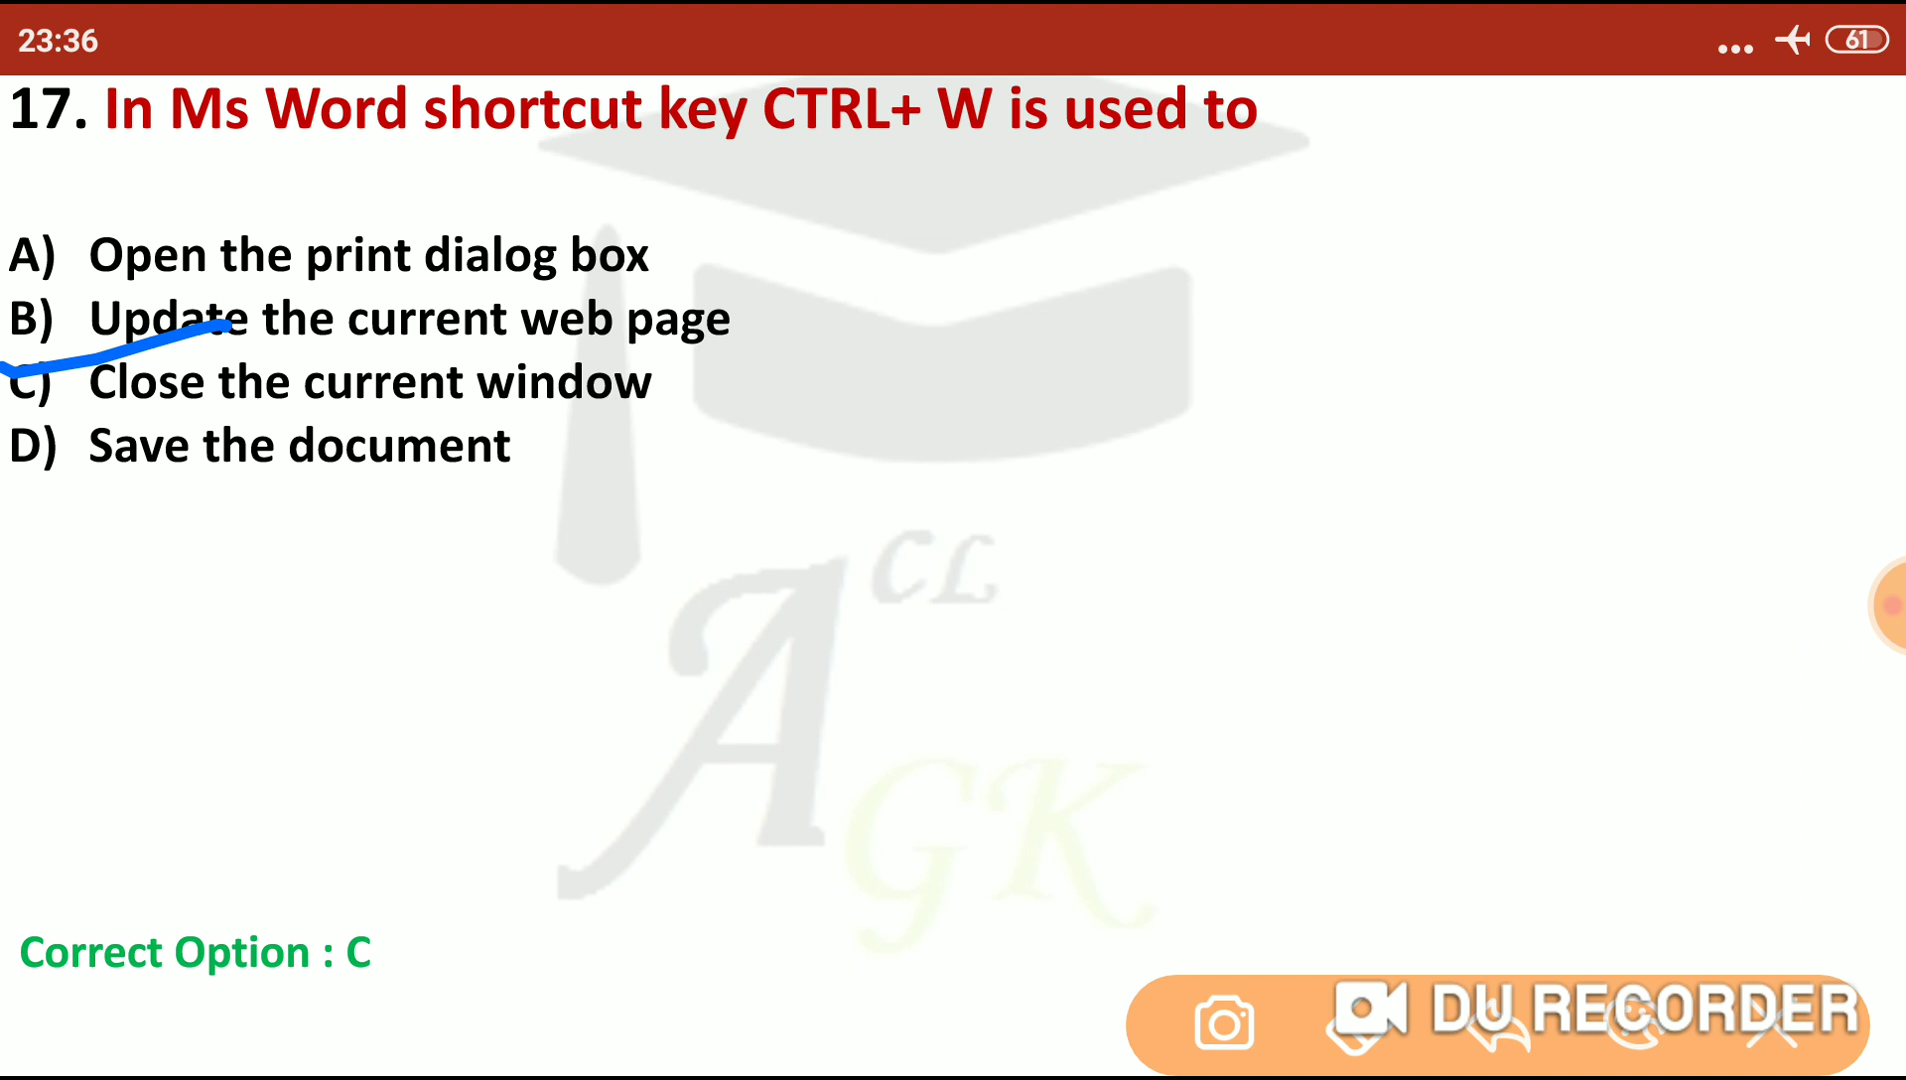 23:36
61
17. In Ms Word shortcut key CTRL+ W is used to
A) Open the print dialog box
B) Update the current web page
C) Close the current window
D) Save the document
A CL
GK
Correct Option : C
DU RECORDER